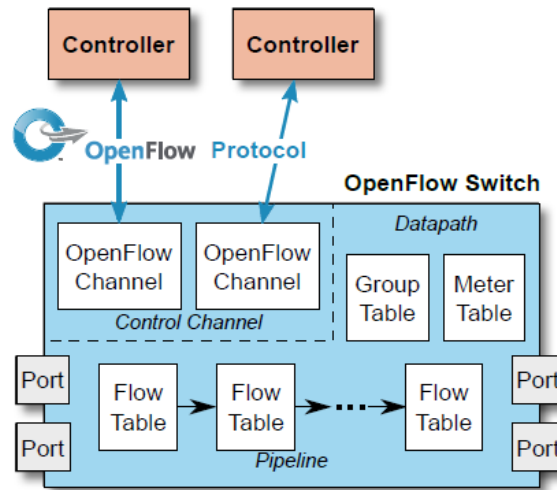 Controller
Controller
OpenFlow
Protocol
OpenFlow Switch
OpenFlow
Channel
OpenFlow
Channel
Control Channel
Datapath
Group
Table
Meter
Table
Port
Port
Port
Port
Flow
Table
Flow
Table
Flow
Table
Pipeline